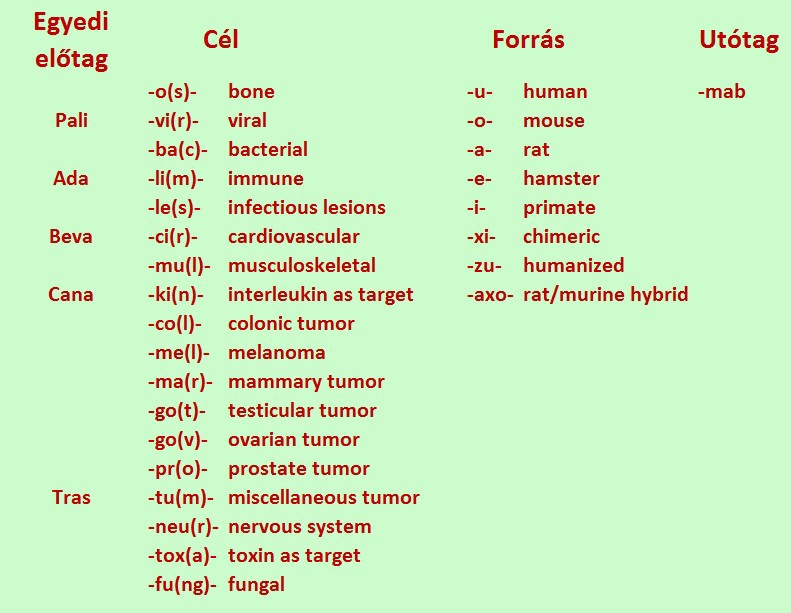 Egyedi előtag Cél Forrás Utótag
-o(s)- bone -u- human -mab
Pali -vi(r)- viral -o- mouse
-ba(c)- bacterial -a- rat
Ada -li(m)- immune -e- hamster
-le(s)- infectious lesions -i- primate
Beva -ci(r)- cardiovascular -xi- chimeric
-mu(l)- musculoskeletal -zu- humanized
Cana -ki(n)- interleukin as target -axo- rat/murine hybrid
-co(l)- colonic tumor
-me(l)- melanoma
-ma(r)- mammary tumor
-go(t)- testicular tumor
-go(v)- ovarian tumor
-pr(o)- prostate tumor
Tras -tu(m)- miscellaneous tumor
-neu(r)- nervous system
-tox(a)- toxin as target
-fu(ng)- fungal